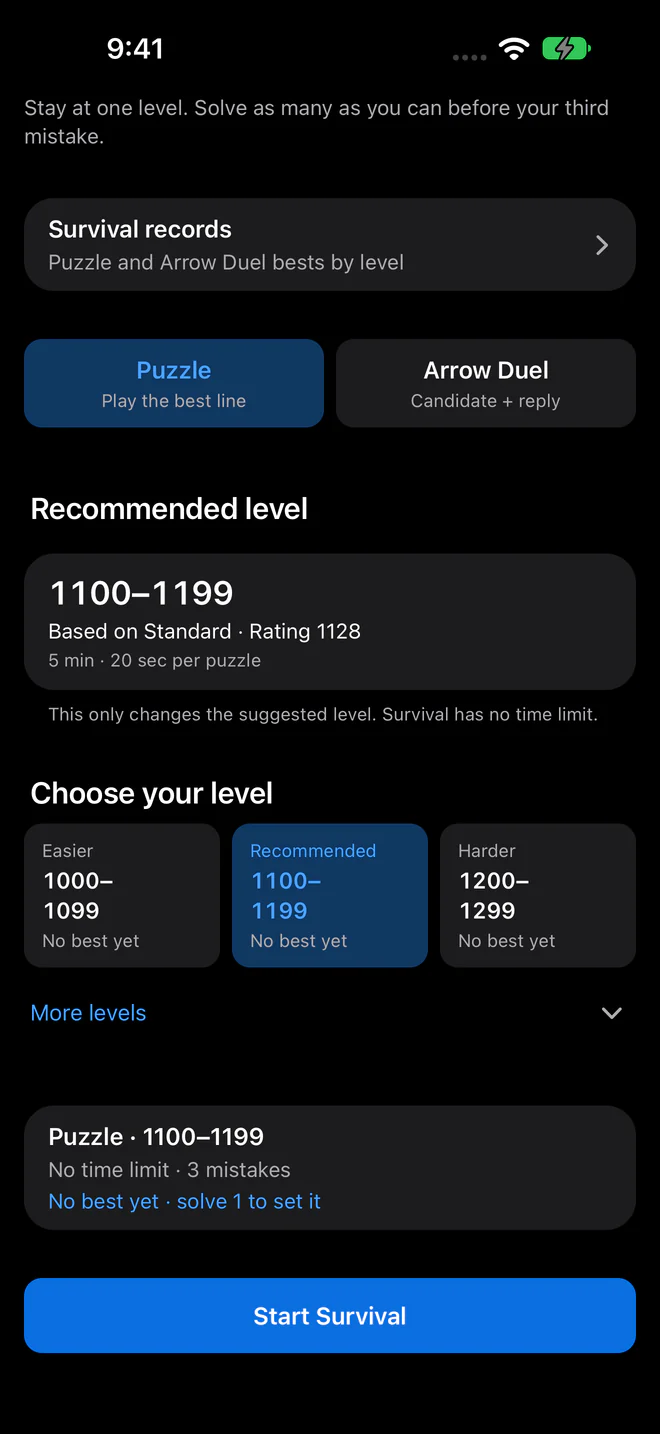 9:41
Stay at one level. Solve as many as you can before your third
mistake.
Survival records
Puzzle and Arrow Duel bests by level
Puzzle
Play the best line
Arrow Duel
Candidate + reply
Recommended level
1100–1199
Based on Standard · Rating 1128
5 min · 20 sec per puzzle
This only changes the suggested level. Survival has no time limit.
Choose your level
Easier
1000–
1099
No best yet
Recommended
1100–
1199
No best yet
Harder
1200–
1299
No best yet
More levels
Puzzle · 1100–1199
No time limit · 3 mistakes
No best yet · solve 1 to set it
Start Survival